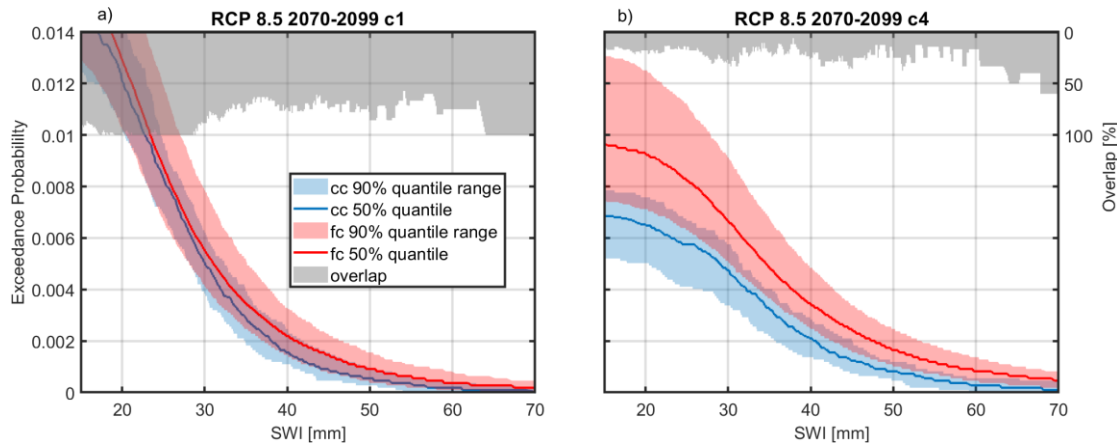 a)
RCP 8.5 2070-2099 c1
0.014
0.012
0.01
0.008
0.006
0.004
0.002
0
Exceedance Probability
cc 90% quantile range
cc 50% quantile
fc 90% quantile range
fc 50% quantile
overlap
20 30 40 50 60 70
SWI [mm]
b)
RCP 8.5 2070-2099 c4
0
50
100
Overlap [%]
20 30 40 50 60 70
SWI [mm]